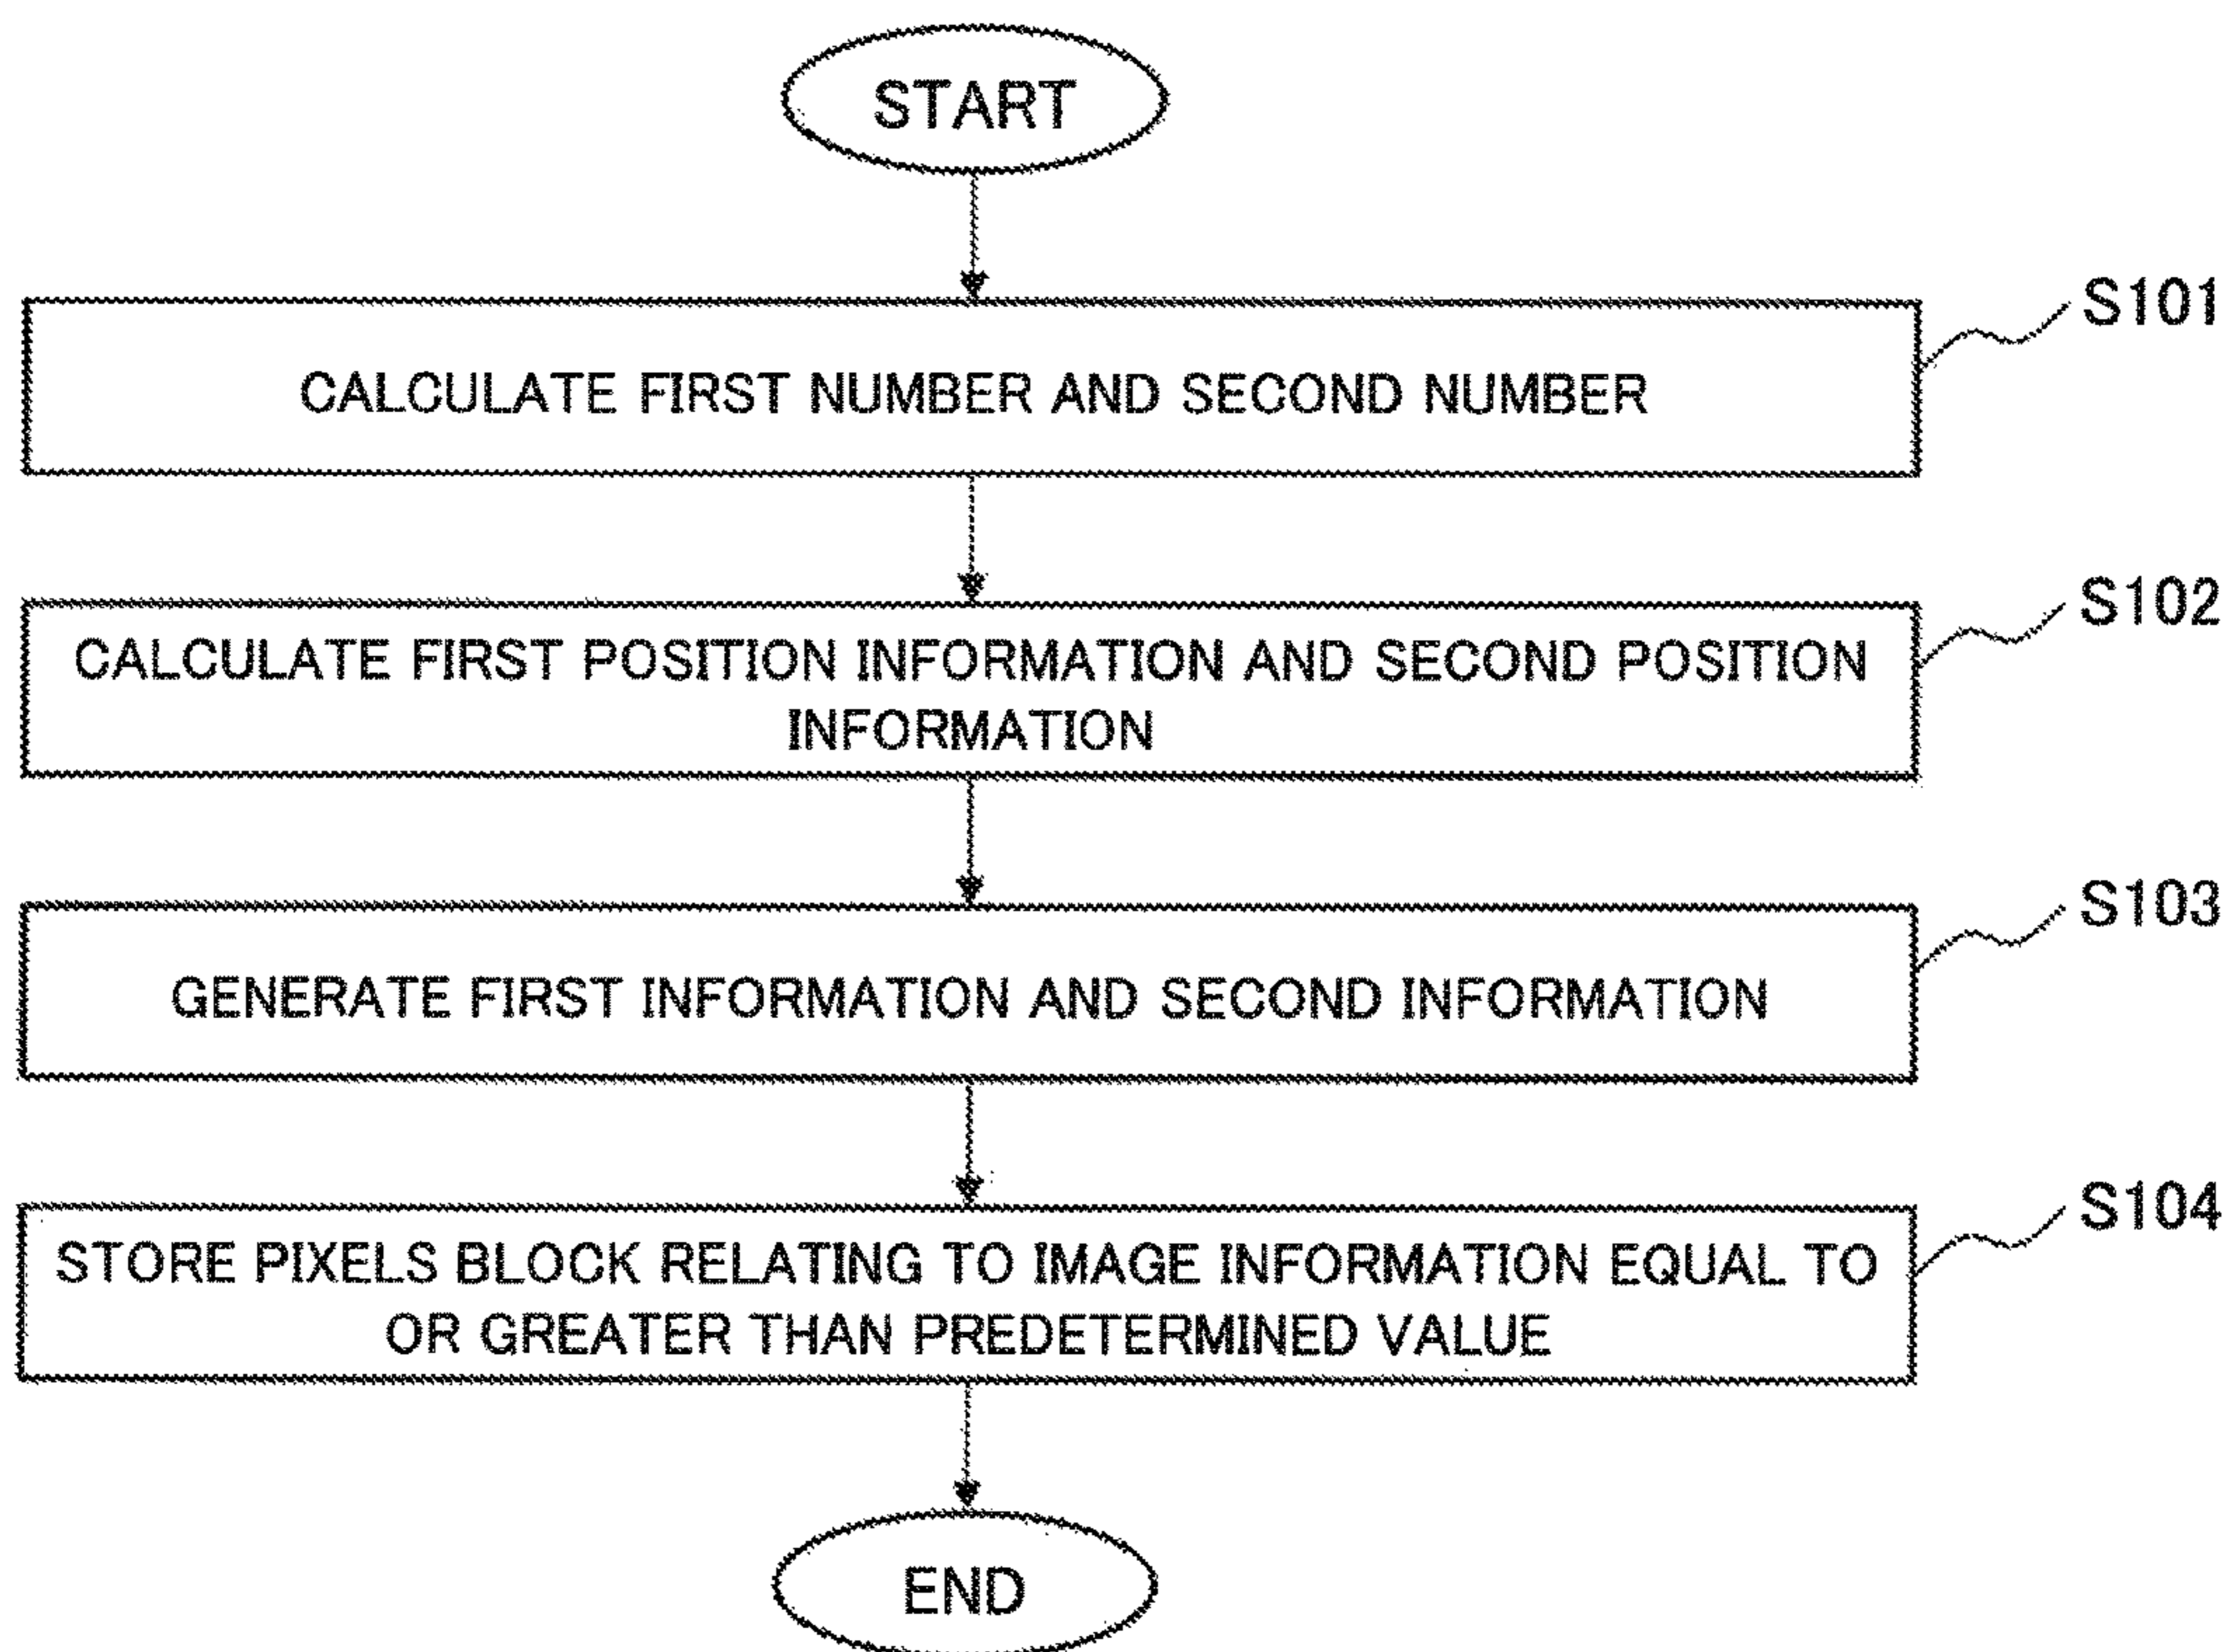 START
S101
CALCULATE FIRST NUMBER AND SECOND NUMBER
S102
CALCULATE FIRST POSITION INFORMATION AND SECOND POSITION
INFORMATION
S103
GENERATE FIRST INFORMATION AND SECOND INFORMATION
S104
STORE PIXELS BLOCK RELATING TO IMAGE INFORMATION EQUAL TO
OR GREATER THAN PREDETERMINED VALUE
END